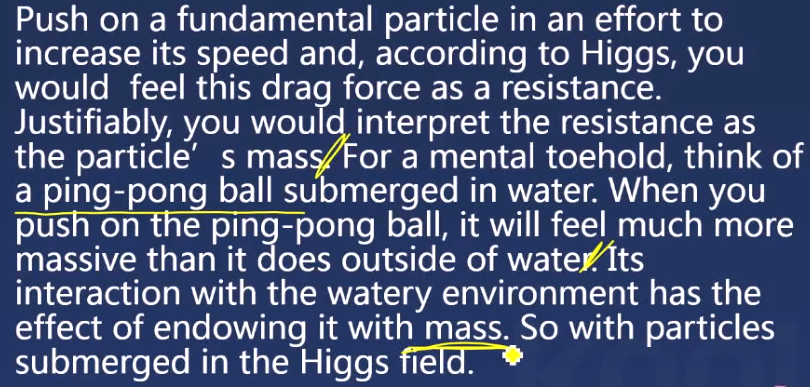 Push on a fundamental particle in an effort to
increase its speed and, according to Higgs, you
would  feel this drag force as a resistance.
Justifiably, you would interpret the resistance as
the particle’ s mass. For a mental toehold, think of
a ping-pong ball submerged in water. When you
push on the ping-pong ball, it will feel much more
massive than it does outside of water. Its
interaction with the watery environment has the
effect of endowing it with mass. So with particles
submerged in the Higgs field.